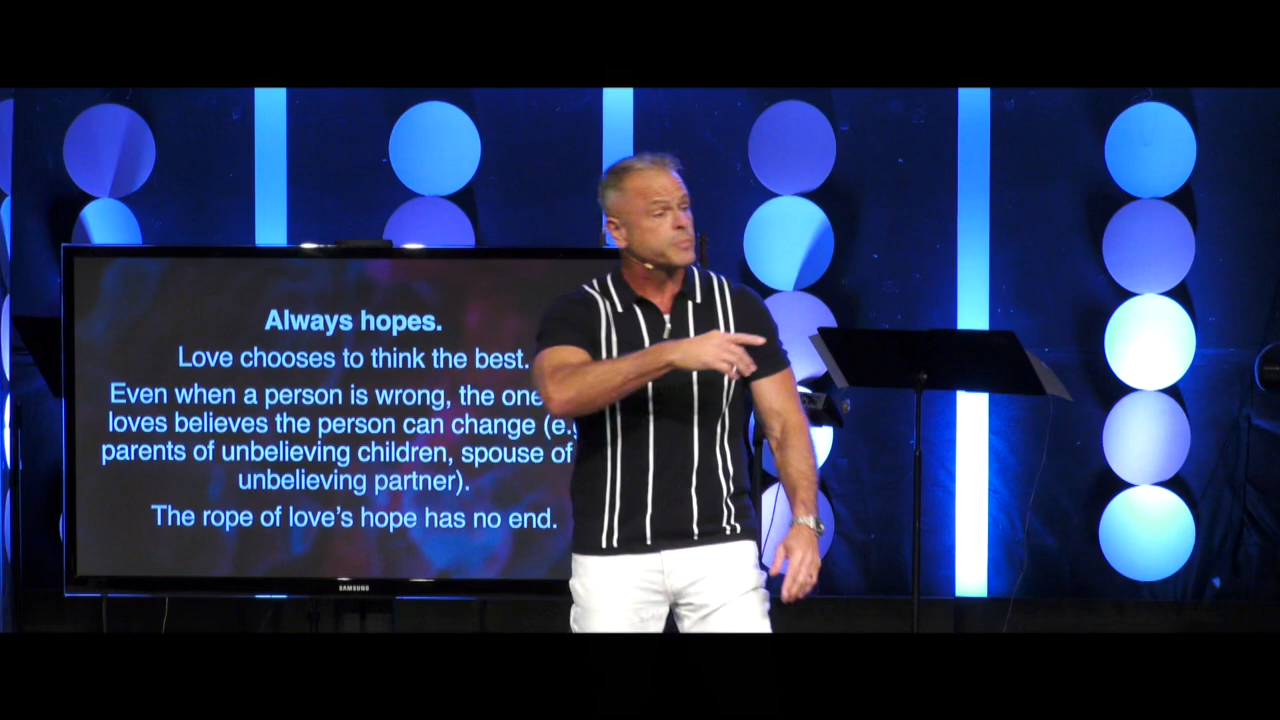 Always hopes.
Love chooses to think the best.
Even when a person is wrong, the one
loves believes the person can change (e.g
parents of unbelieving children, spouse of
unbelieving partner).
The rope of love's hope has no end.
SAMSUNG